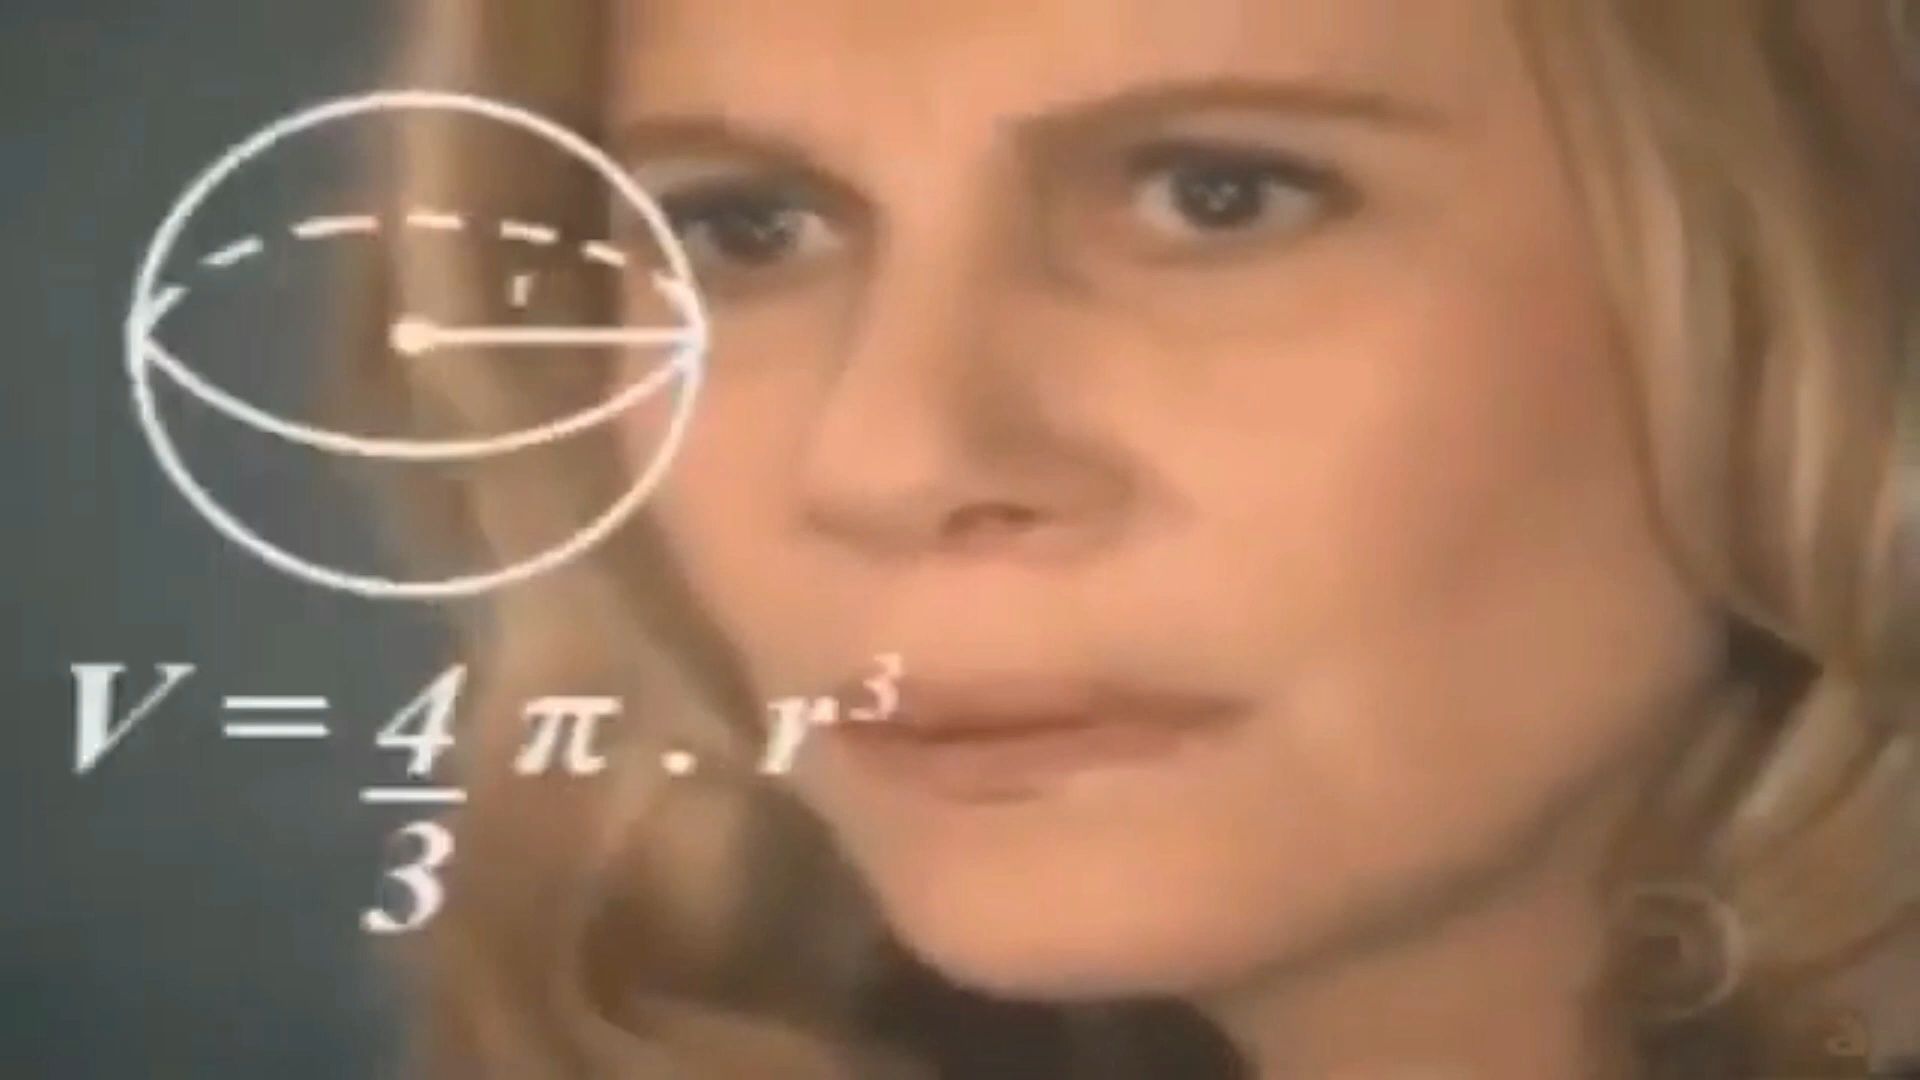 r
V = 4/3 π . r³